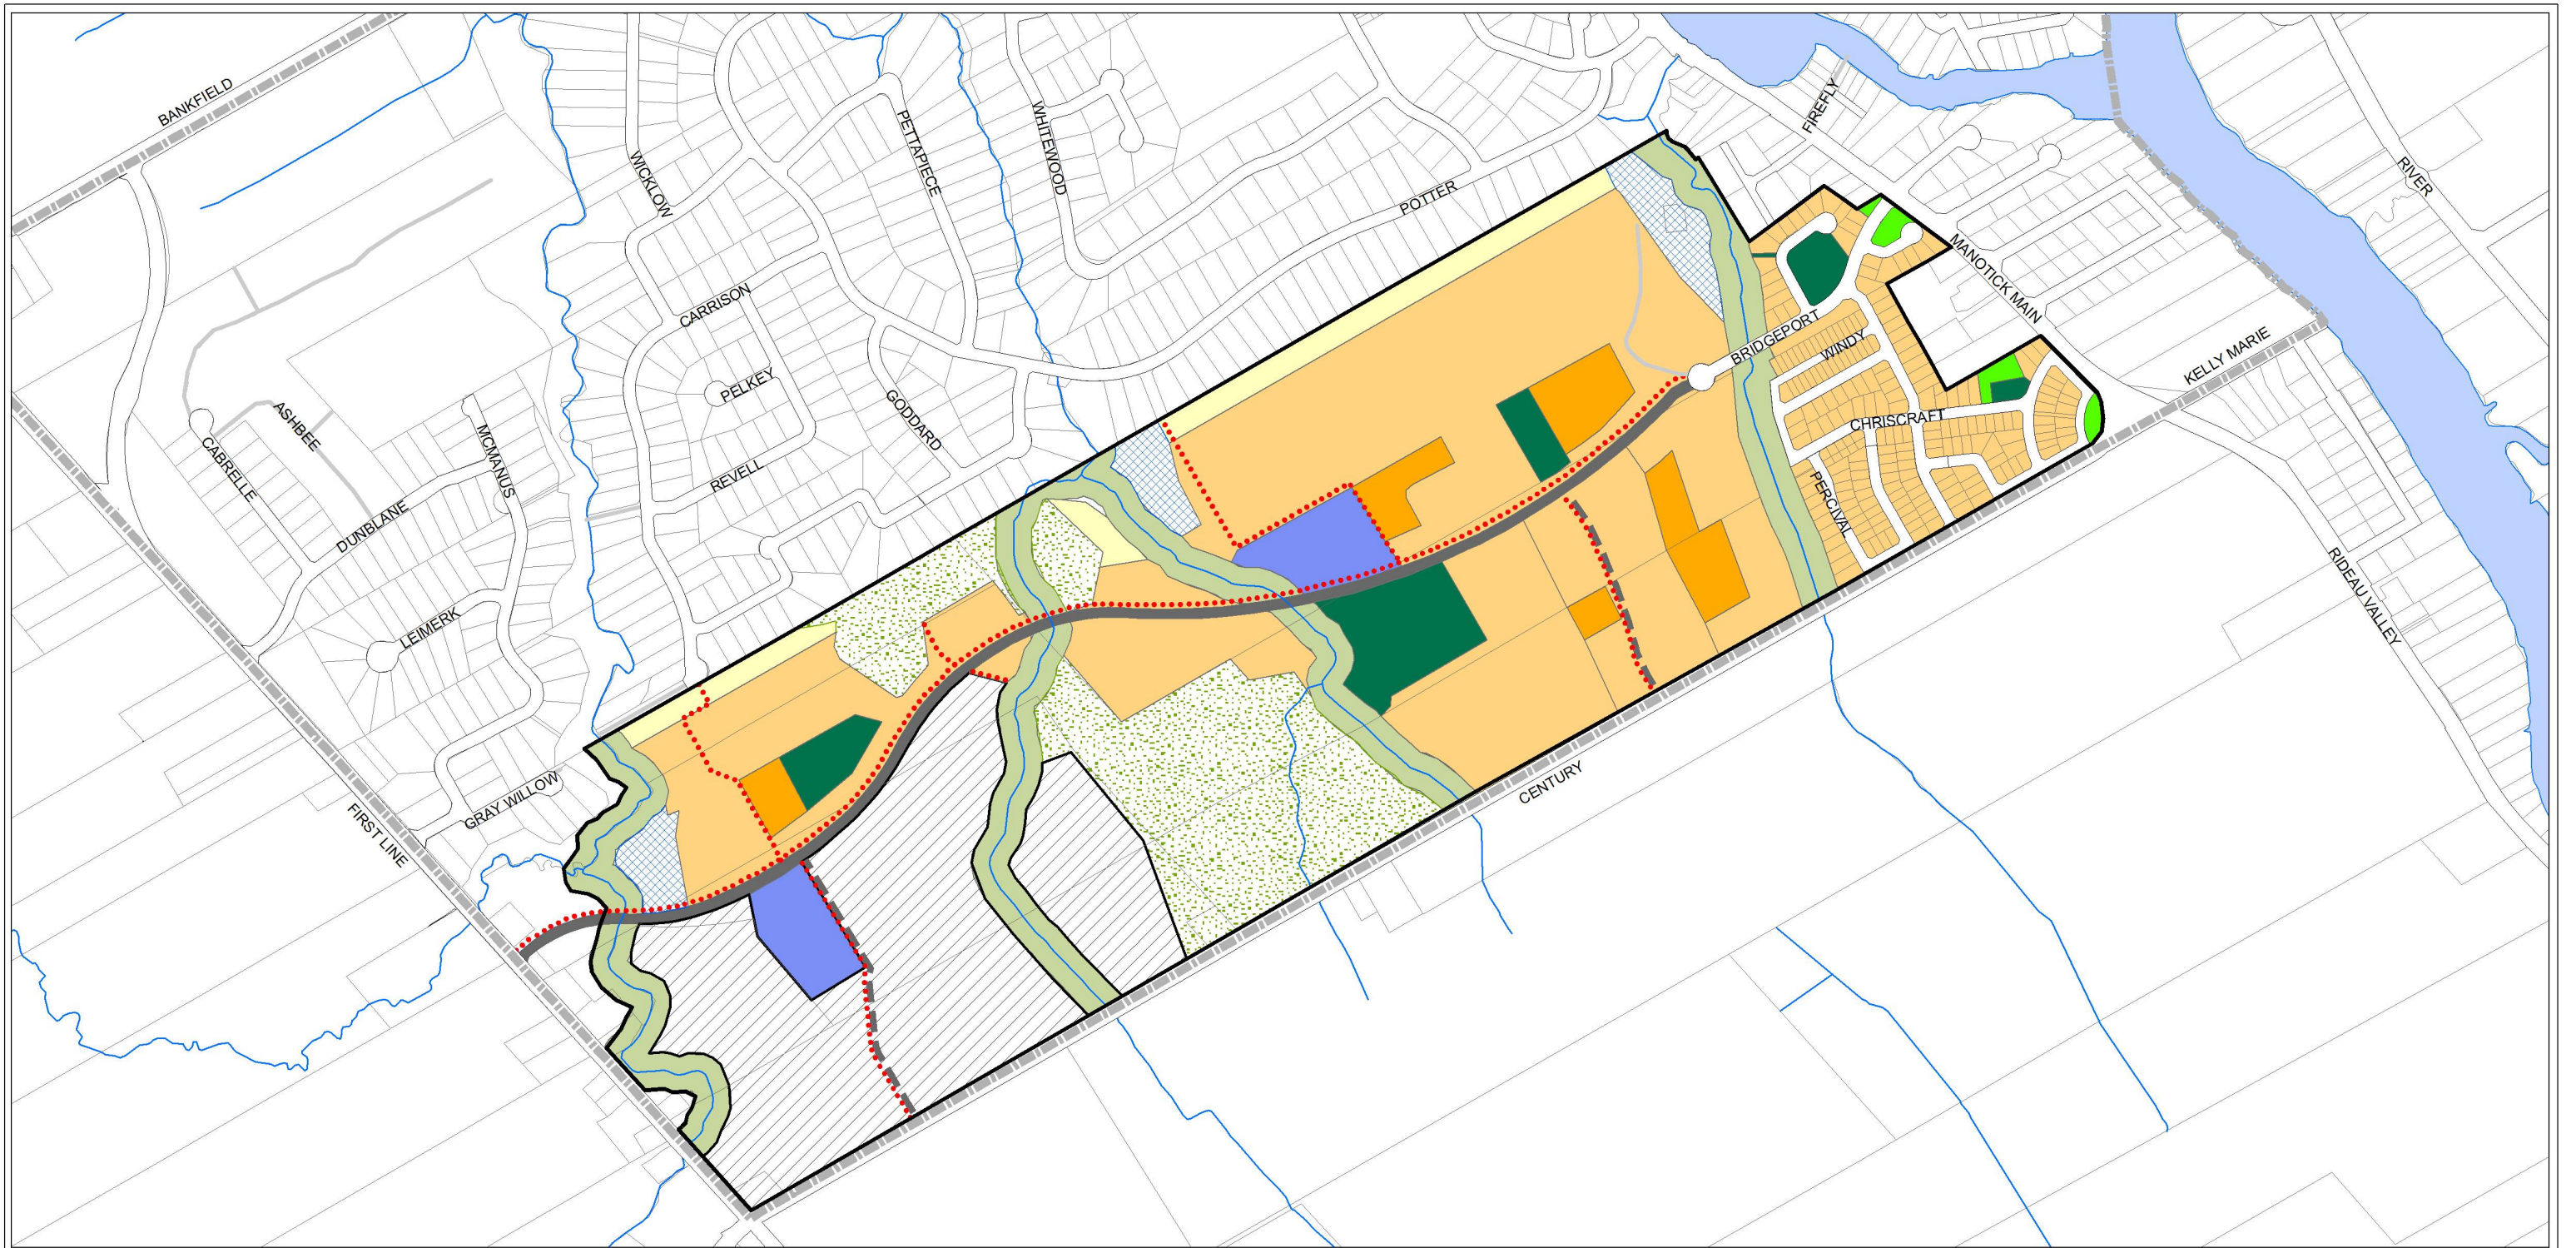 BANKFIELD
WICKLOW
PETTAPIECE
WHITEWOOD
FIREFLY
RIVER
POTTER
MANOTICK MAIN
CARRISON
PELKEY
GODDARD
REVELL
BRIDGEPORT
WINDY
KELLY MARIE
CHRISCRAFT
PERCIVAL
ASHBEE
CABRELLE
MCMANUS
DUNBLANE
LEIMERK
GRAY WILLOW
FIRST LINE
CENTURY
RIDEAU VALLEY